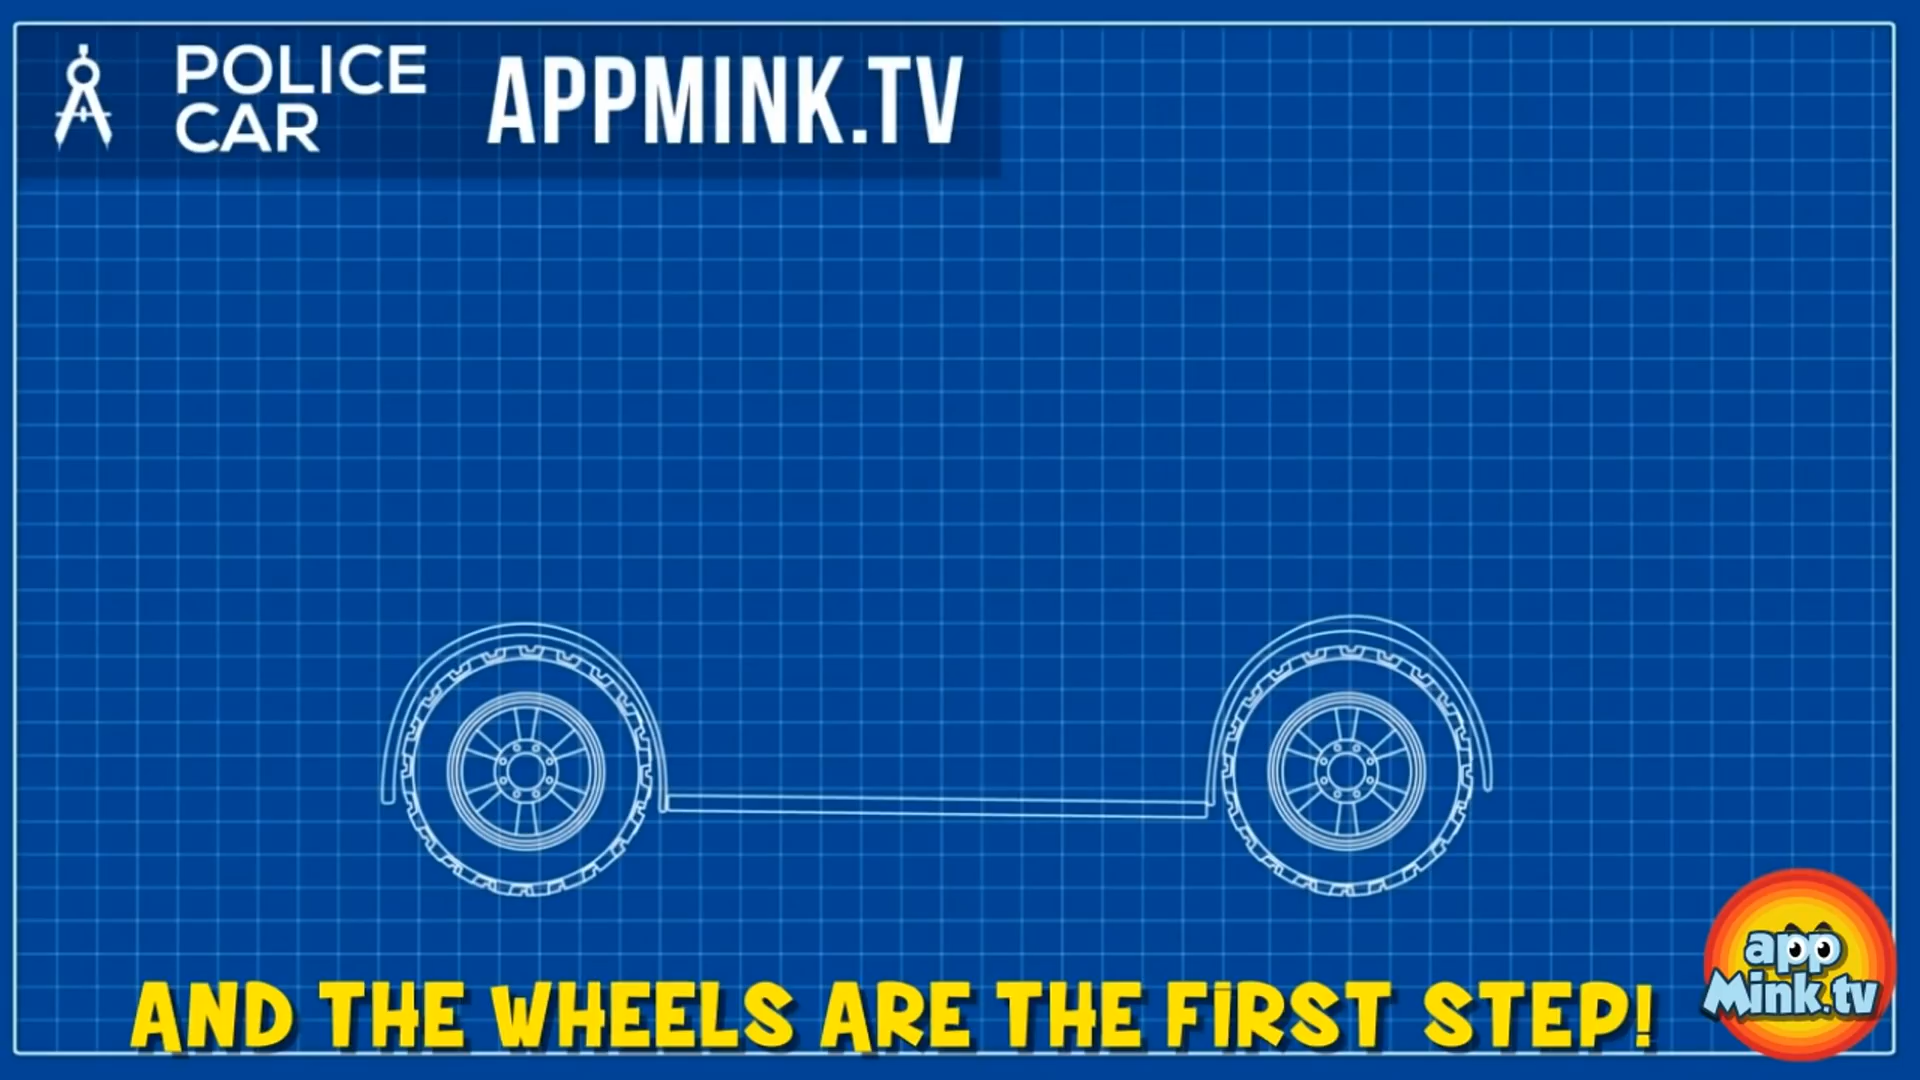 POLICE
CAR
APPMINK.TV
AND THE WHEELS ARE THE FIRST STEP!
app
Mink.tv